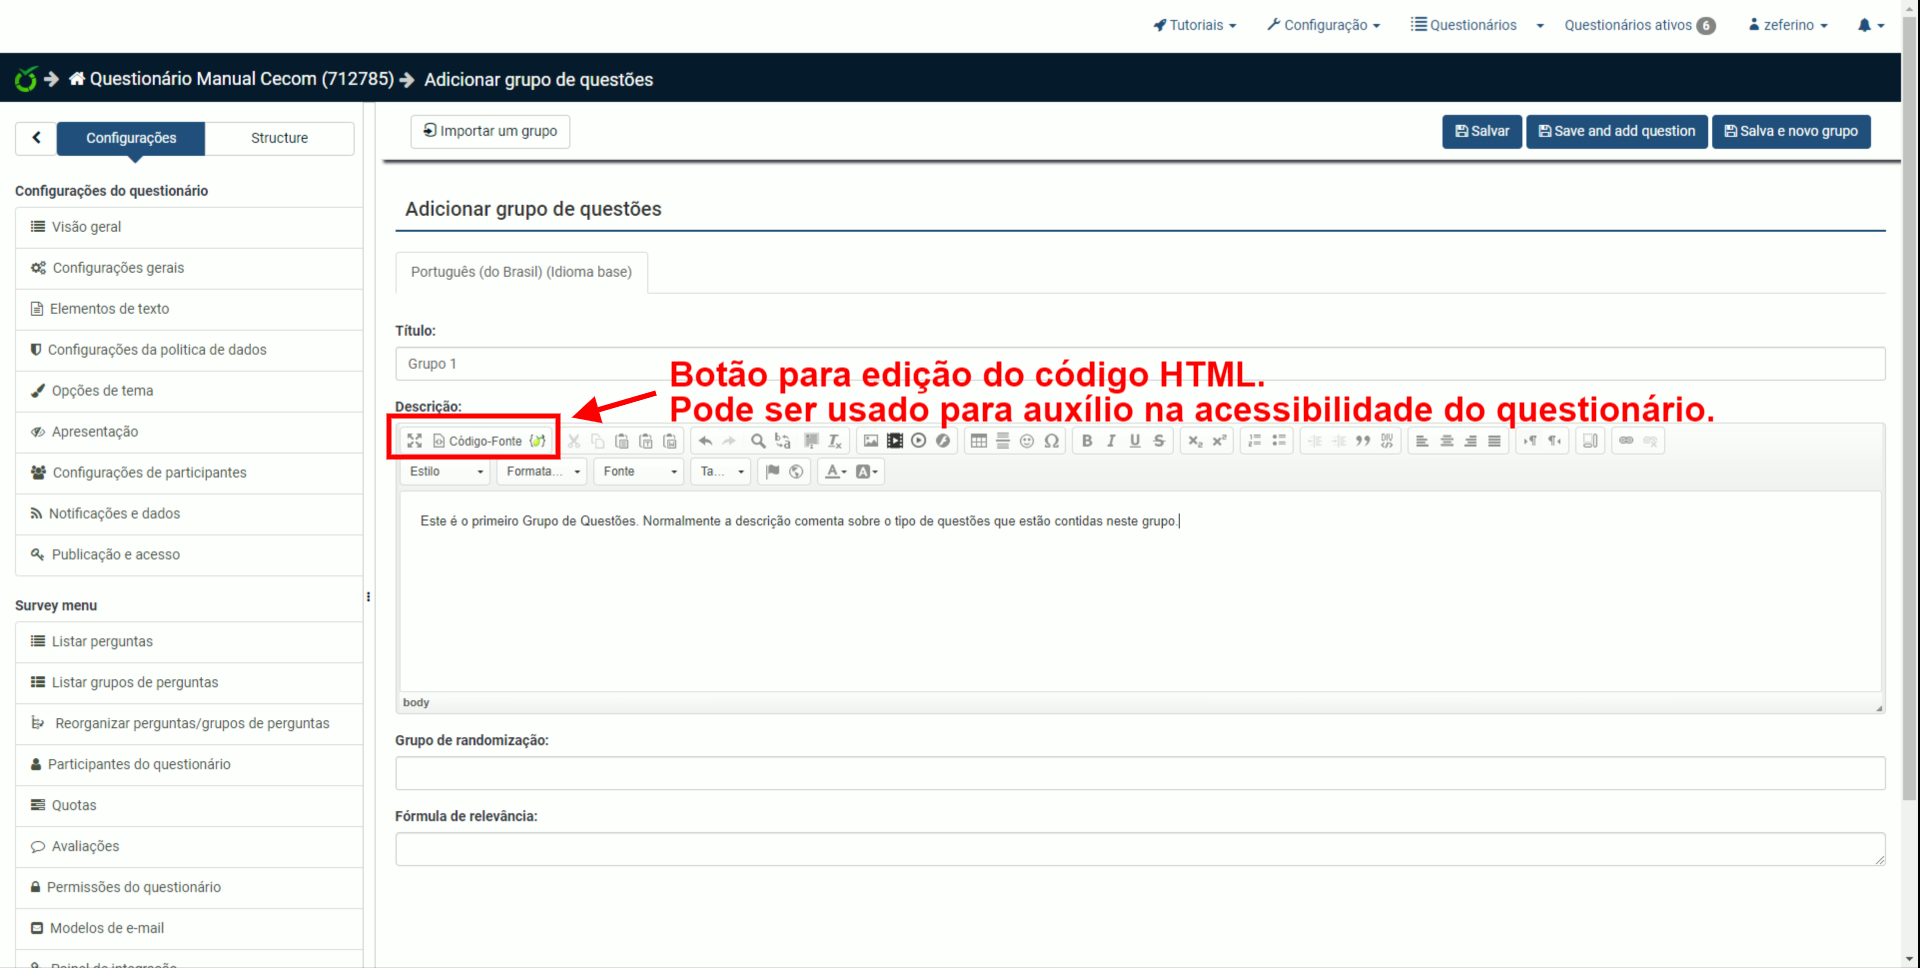 Tutoriais
Configuração
Questionários
Questionários ativos 6
zeferino
Questionário Manual Cecom (712785)
Adicionar grupo de questões
Configurações
Structure
Importar um grupo
Salvar
Save and add question
Salva e novo grupo
Configurações do questionário
Visão geral
Configurações gerais
Elementos de texto
Configurações da politica de dados
Opções de tema
Apresentação
Configurações de participantes
Notificações e dados
Publicação e acesso
Survey menu
Listar perguntas
Listar grupos de perguntas
Reorganizar perguntas/grupos de perguntas
Participantes do questionário
Quotas
Avaliações
Permissões do questionário
Modelos de e-mail
Painel de integração
Adicionar grupo de questões
Português (do Brasil) (Idioma base)
Título:
Grupo 1
Botão para edição do código HTML.
Pode ser usado para auxílio na acessibilidade do questionário.
Descrição:
Código-Fonte
Estilo
Formata...
Fonte
Ta...
Este é o primeiro Grupo de Questões. Normalmente a descrição comenta sobre o tipo de questões que estão contidas neste grupo.
body
Grupo de randomização:
Fórmula de relevância: